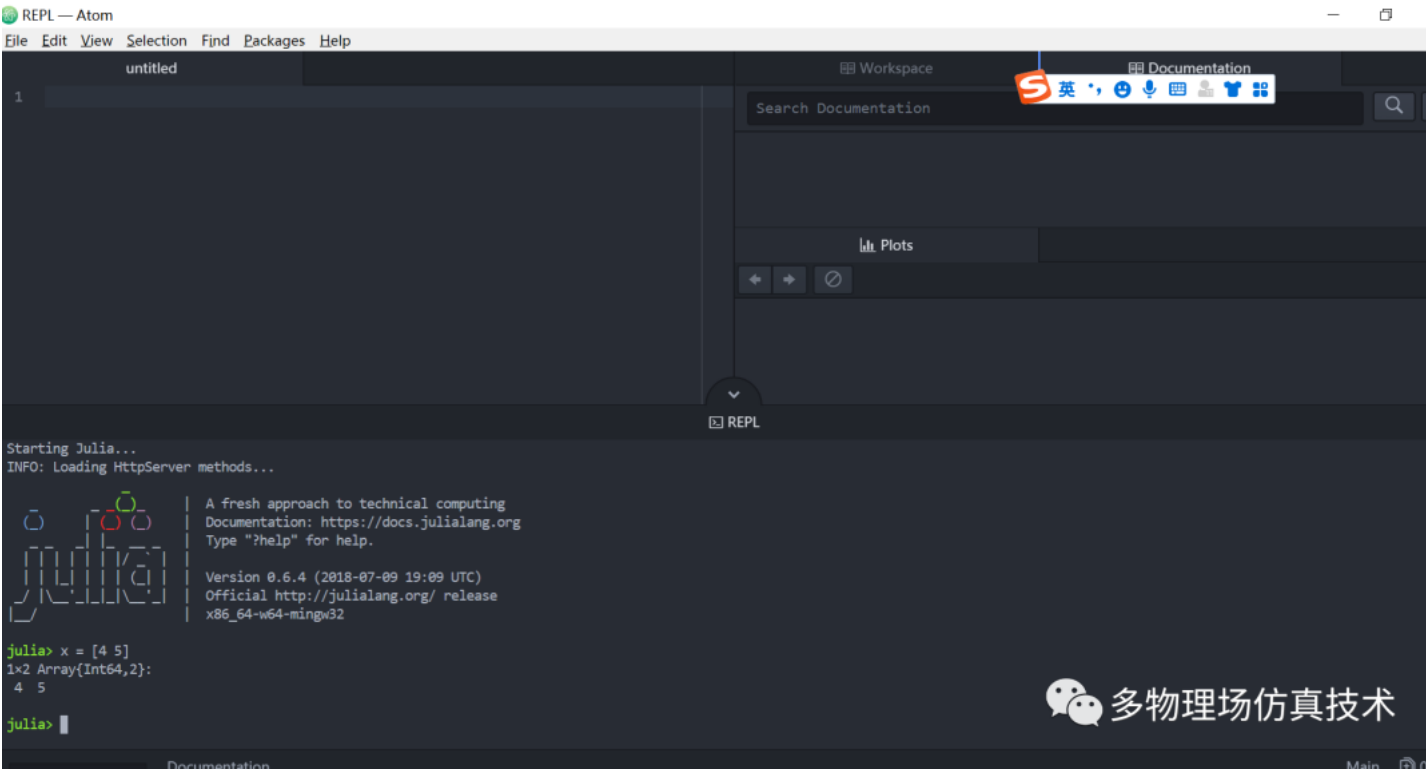 REPL — Atom
File Edit View Selection Find Packages Help
untitled
Workspace
Documentation
英
1
Search Documentation
Plots
REPL
Starting Julia...
INFO: Loading HttpServer methods...
A fresh approach to technical computing
Documentation: https://docs.julialang.org
Type "?help" for help.
Version 0.6.4 (2018-07-09 19:09 UTC)
Official http://julialang.org/ release
x86_64-w64-mingw32
julia> x = [4 5]
1×2 Array{Int64,2}:
4 5
julia>
多物理场仿真技术
Documentation
Main